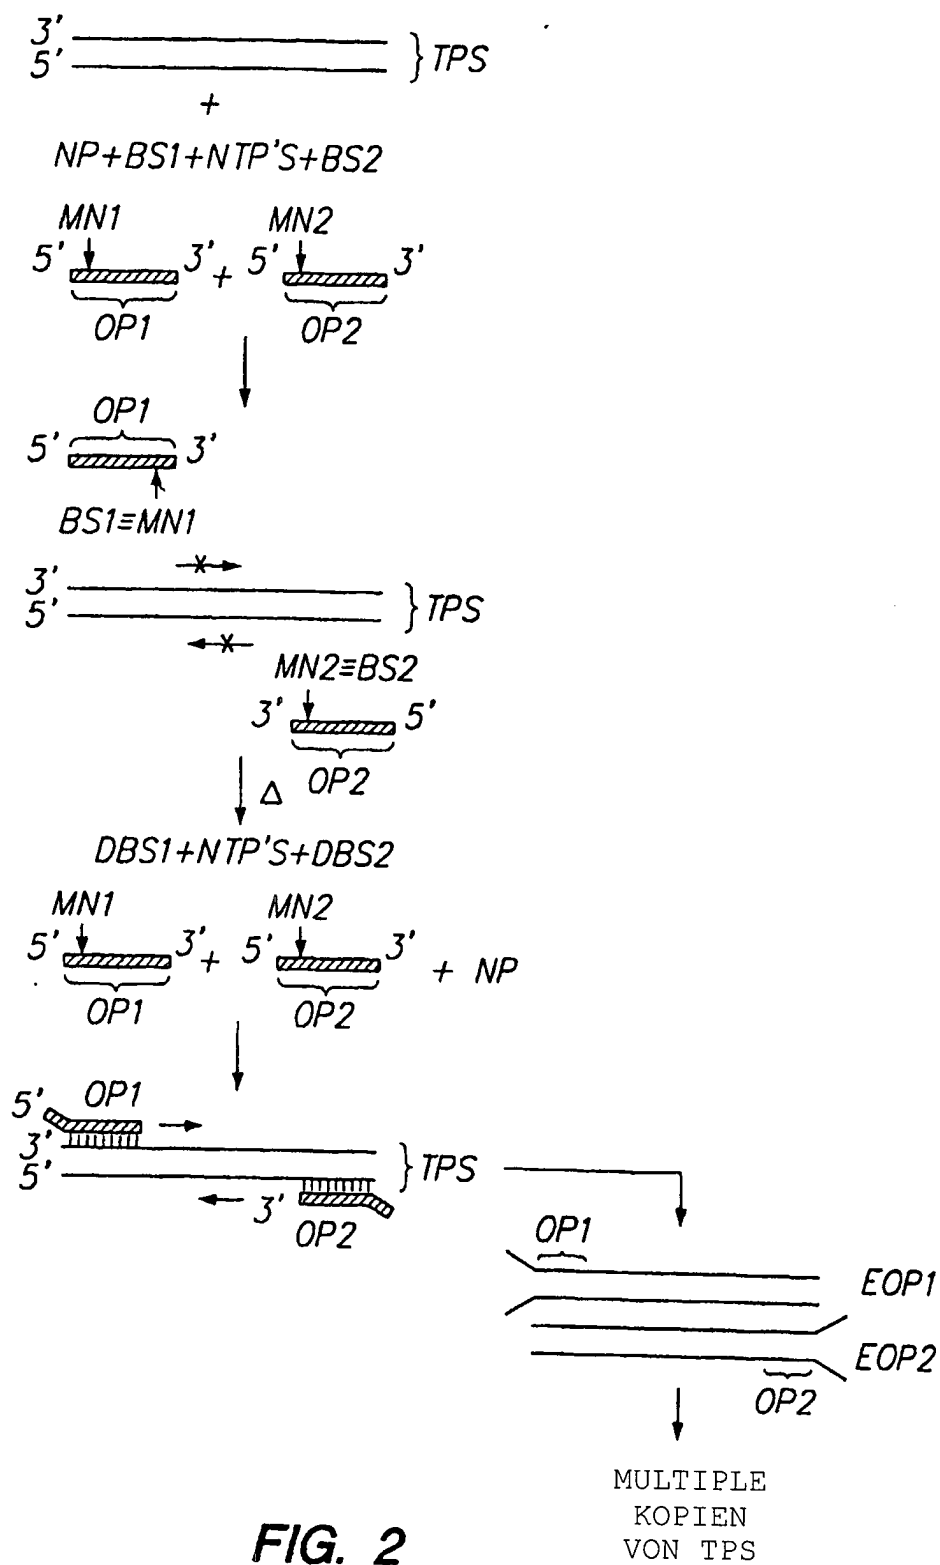 3'
5'
TPS
+
NP+BS1+NTP'S+BS2
MN1 MN2
5' 3' + 5' 3'
OP1 OP2
OP1
5' 3'
BS1≡MN1
3'
5'
TPS
MN2≡BS2
3' 5'
OP2
Δ
DBS1+NTP'S+DBS2
MN1 MN2
5' 3' + 5' 3' + NP
OP1 OP2
5' OP1
3'
5'
TPS
3'
OP2
OP1
EOP1
EOP2
OP2
MULTIPLE
KOPIEN
VON TPS
FIG. 2